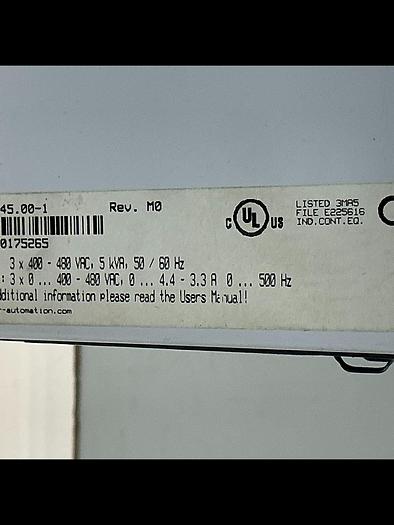 45.00-1 Rev. M0
0175265
C UL US
LISTED 3MA5
FILE E225616
IND.CONT.EQ.
3 x 400 - 480 VAC, 5 kVA, 50 / 60 Hz
: 3 x 0 ... 400 - 480 VAC, 0 ... 4.4 - 3.3 A 0 ... 500 Hz
dditional information please read the Users Manual!
r-automation.com